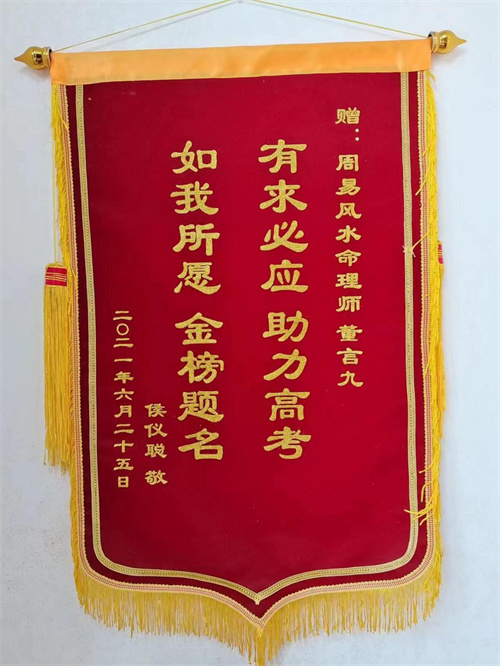 赠：周易风水命理师 董言九
有求必应 助力高考
如我所愿 金榜题名
侯仪聪 敬
二〇二一年六月二十五日